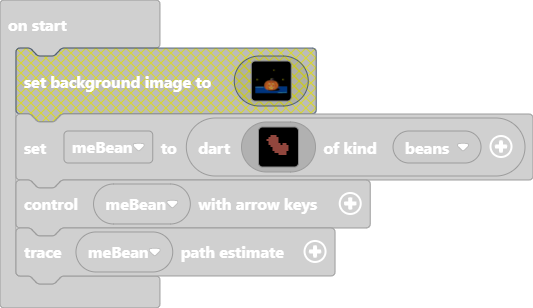 on start
set background image to
set meBean to dart of kind beans
control meBean with arrow keys
trace meBean path estimate